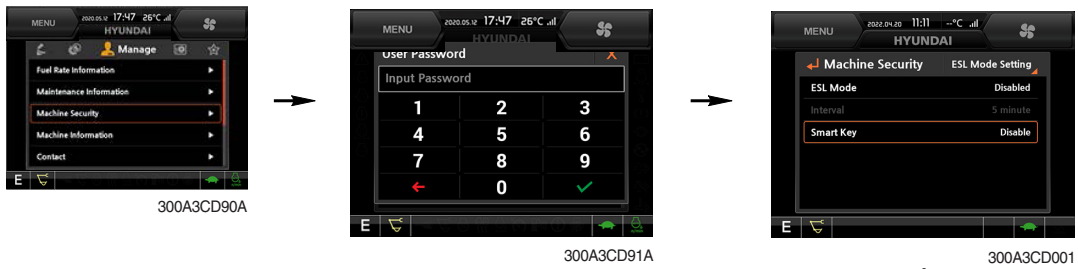 MENU
2020.05.12 17:47 26°C
HYUNDAI
Manage
Fuel Rate Information
Maintenance Information
Machine Security
Machine Information
Contact
E
300A3CD90A
MENU
2020.05.12 17:47 26°C
HYUNDAI
User Password X
Input Password
1 2 3
4 5 6
7 8 9
0
E
300A3CD91A
MENU
2022.04.20 11:11 --°C
HYUNDAI
Machine Security ESL Mode Setting
ESL Mode Disabled
Interval 5 minute
Smart Key Disable
E
300A3CD001